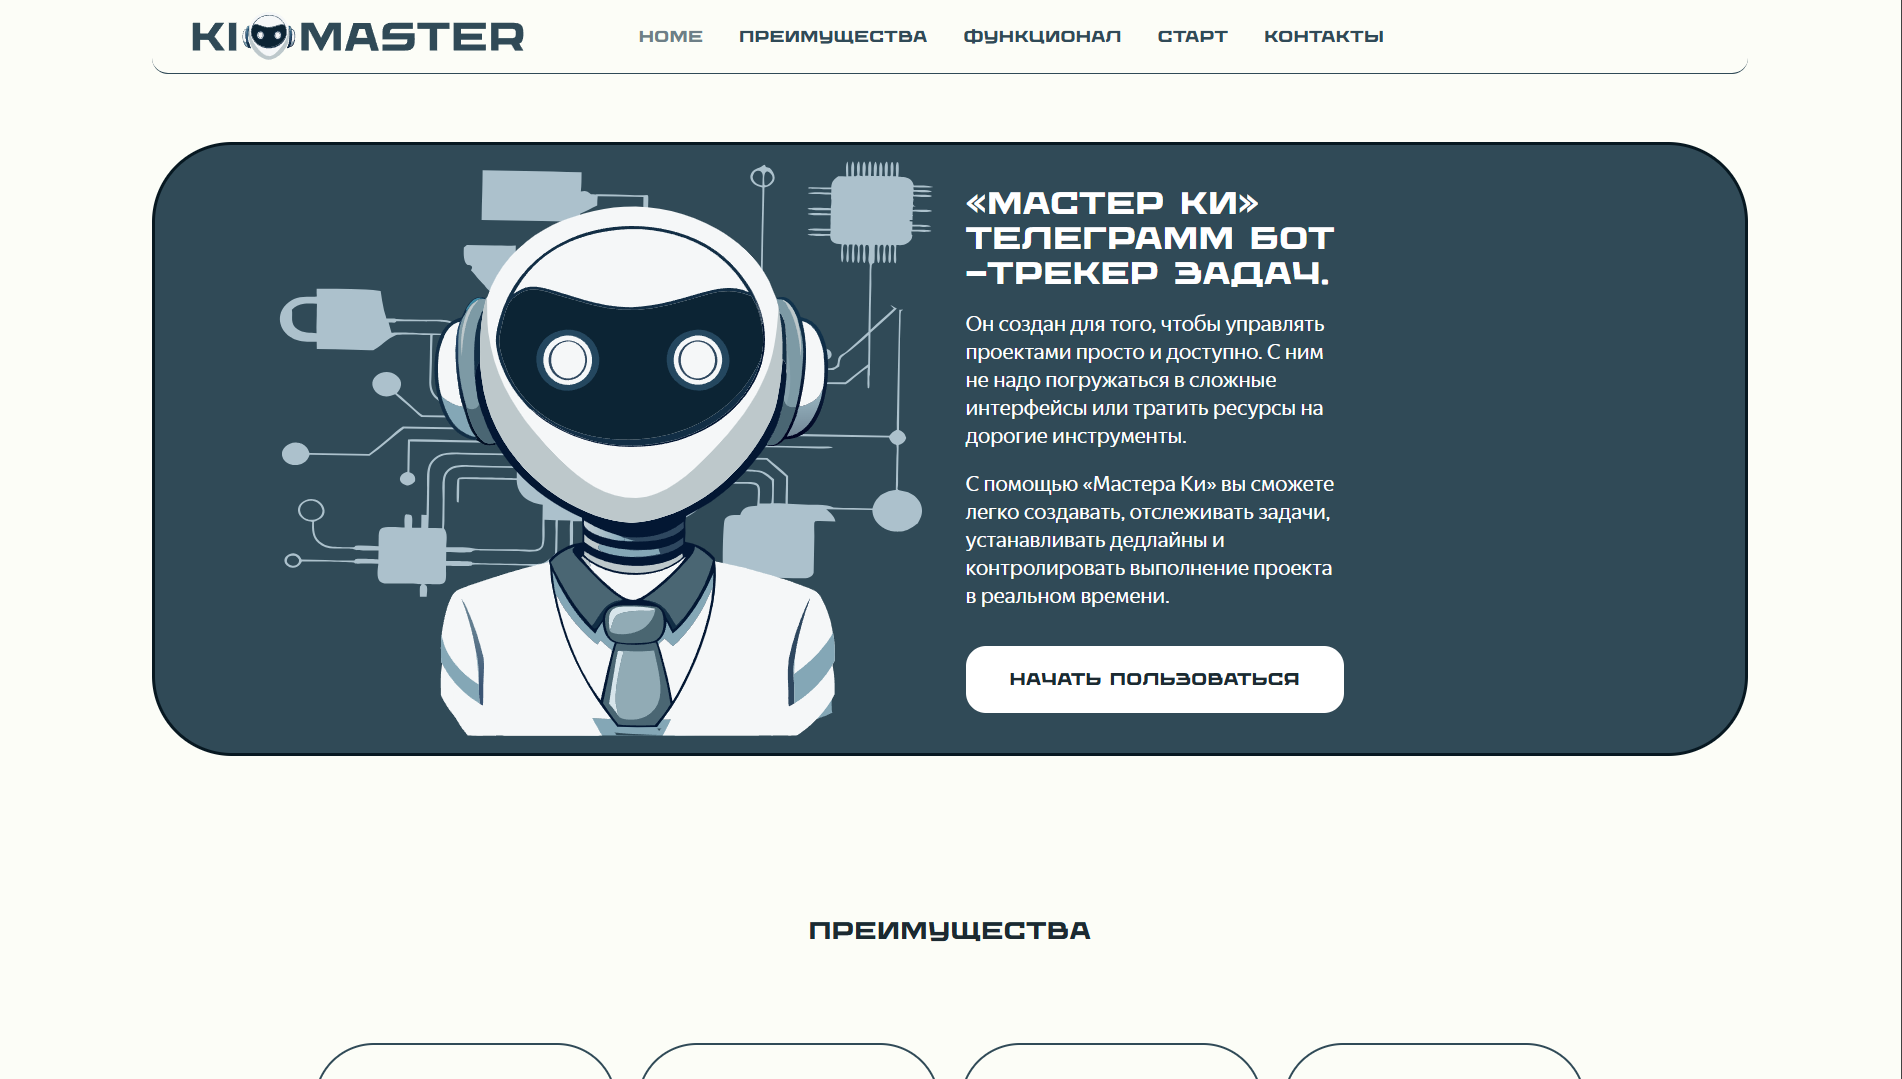 KI MASTER
HOME ПРЕИМУЩЕСТВА ФУНКЦИОНАЛ СТАРТ КОНТАКТЫ
«МАСТЕР КИ»
ТЕЛЕГРАММ БОТ
–ТРЕКЕР ЗАДАЧ.
Он создан для того, чтобы управлять
проектами просто и доступно. С ним
не надо погружаться в сложные
интерфейсы или тратить ресурсы на
дорогие инструменты.
С помощью «Мастера Ки» вы сможете
легко создавать, отслеживать задачи,
устанавливать дедлайны и
контролировать выполнение проекта
в реальном времени.
НАЧАТЬ ПОЛЬЗОВАТЬСЯ
ПРЕИМУЩЕСТВА